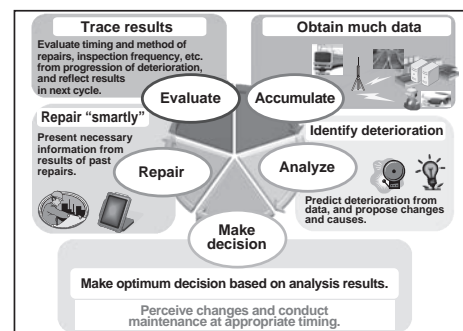 Trace results
Evaluate timing and method of
repairs, inspection frequency, etc.
from progression of deterioration,
and reflect results
in next cycle.
Obtain much data
Evaluate
Accumulate
Repair “smartly”
Present necessary
information from
results of past
repairs.
Repair
Identify deterioration
Analyze
Predict deterioration from
data, and propose changes
and causes.
Make
decision
Make optimum decision based on analysis results.
Perceive changes and conduct
maintenance at appropriate timing.